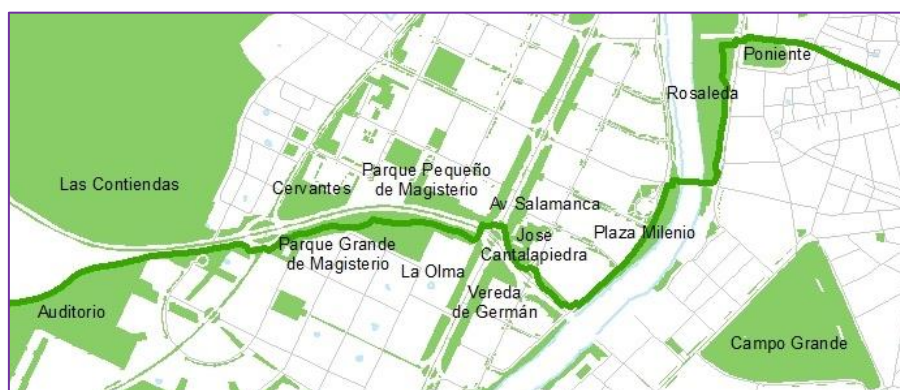 Poniente
Rosaleda
Parque Pequeño
de Magisterio
Las Contiendas
Cervantes
Av Salamanca
Jose
Cantalapiedra
Plaza Milenio
Parque Grande
de Magisterio
La Olma
Vereda
de Germán
Auditorio
Campo Grande